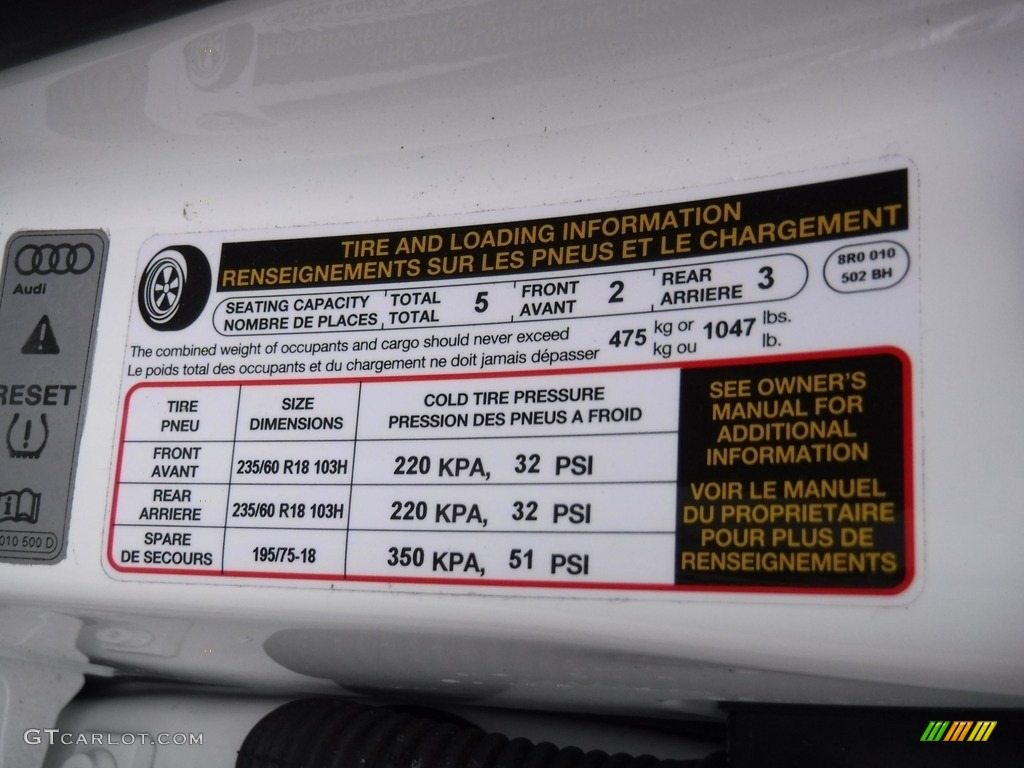 Audi
RESET
010 500 D
TIRE AND LOADING INFORMATION
RENSEIGNEMENTS SUR LES PNEUS ET LE CHARGEMENT
8R0 010
502 BH
SEATING CAPACITY TOTAL 5 FRONT 2 REAR 3
NOMBRE DE PLACES TOTAL AVANT ARRIERE
The combined weight of occupants and cargo should never exceed 475 kg or 1047 lbs.
Le poids total des occupants et du chargement ne doit jamais dépasser kg ou lb.
TIRE SIZE COLD TIRE PRESSURE
PNEU DIMENSIONS PRESSION DES PNEUS A FROID
FRONT
AVANT 235/60 R18 103H 220 KPA, 32 PSI
REAR
ARRIERE 235/60 R18 103H 220 KPA, 32 PSI
SPARE
DE SECOURS 195/75-18 350 KPA, 51 PSI
SEE OWNER'S
MANUAL FOR
ADDITIONAL
INFORMATION
VOIR LE MANUEL
DU PROPRIETAIRE
POUR PLUS DE
RENSEIGNEMENTS
GTCARLOT.COM